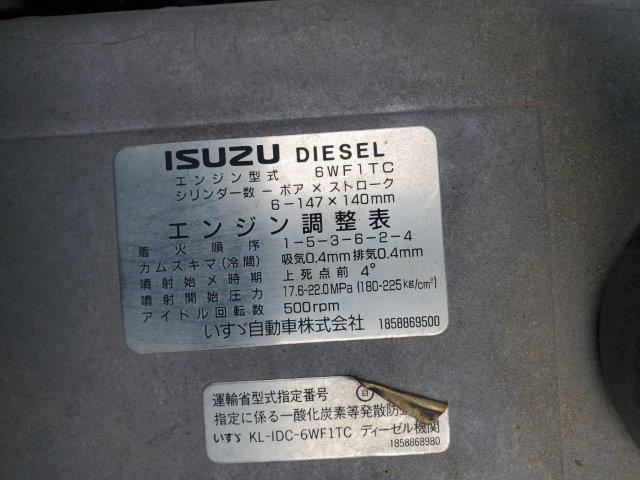 ISUZU DIESEL
エンジン型式 6WF1TC
シリンダー数－ボア×ストローク
6-147×140mm
エンジン調整表
着火順序 1-5-3-6-2-4
カムスキマ(冷間) 吸気0.4mm 排気0.4mm
噴射始メ時期 上死点前 4°
噴射開始圧力 17.6-22.0MPa (180-225kg/cm²)
アイドル回転数 500rpm
いすゞ自動車株式会社 1858869500
運輸省型式指定番号 自
指定に係る一酸化炭素等発散防
いすゞ KL-IDC-6WF1TC ディーゼル機関
1858868980